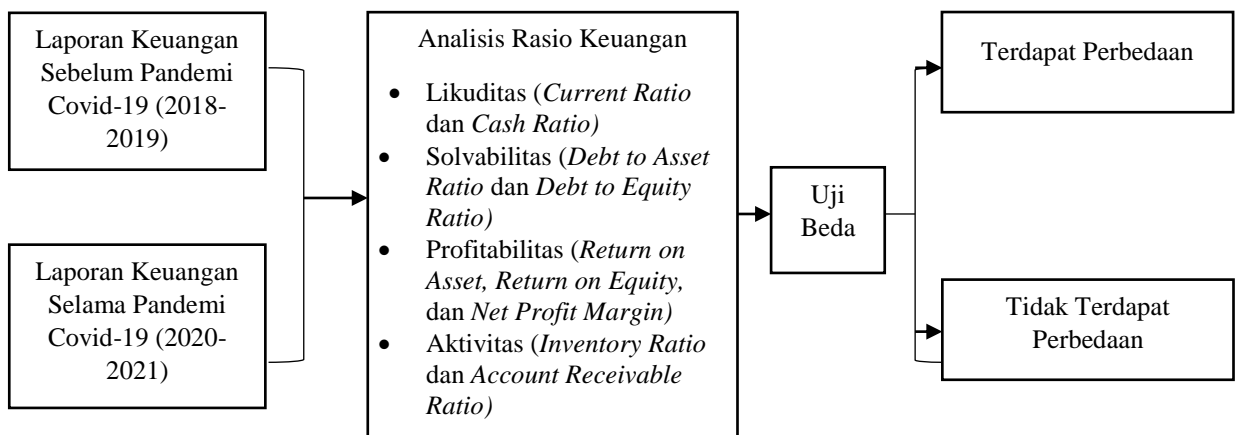 Laporan Keuangan
Sebelum Pandemi
Covid-19 (2018-
2019)
Laporan Keuangan
Selama Pandemi
Covid-19 (2020-
2021)
Analisis Rasio Keuangan
• Likuditas (Current Ratio
dan Cash Ratio)
• Solvabilitas (Debt to Asset
Ratio dan Debt to Equity
Ratio)
• Profitabilitas (Return on
Asset, Return on Equity,
dan Net Profit Margin)
• Aktivitas (Inventory Ratio
dan Account Receivable
Ratio)
Uji
Beda
Terdapat Perbedaan
Tidak Terdapat
Perbedaan